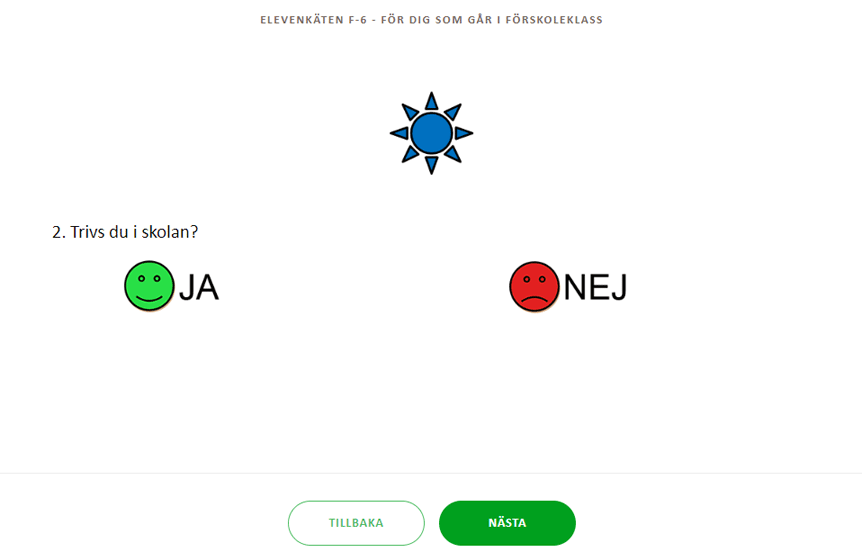 ELEVENKÄTEN F-6 - FÖR DIG SOM GÅR I FÖRSKOLEKLASS
2. Trivs du i skolan?
JA NEJ
TILLBAKA NÄSTA